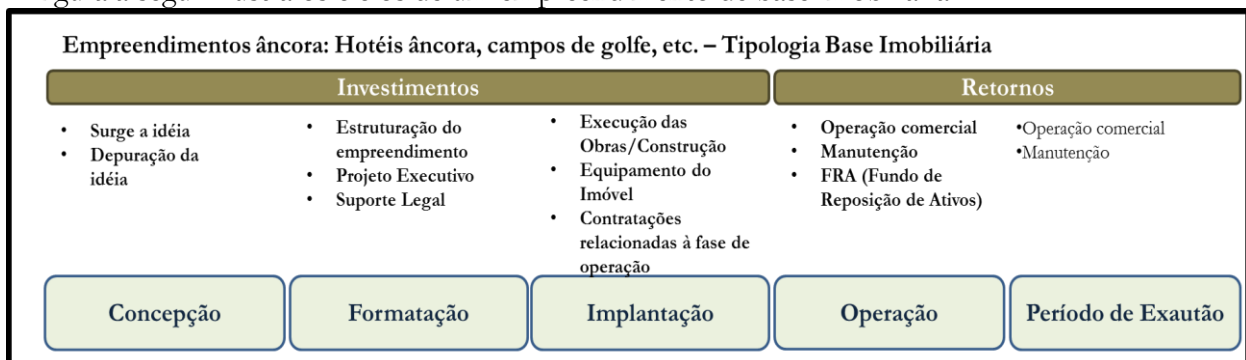 Empreendimentos âncora: Hotéis âncora, campos de golfe, etc. – Tipologia Base Imobiliária
Investimentos
Retornos
• Surge a idéia
• Depuração da
idéia
• Estruturação do
empreendimento
• Projeto Executivo
• Suporte Legal
• Execução das
Obras/Construção
• Equipamento do
Imóvel
• Contratações
relacionadas à fase de
operação
• Operação comercial
• Manutenção
• FRA (Fundo de
Reposição de Ativos)
•Operação comercial
•Manutenção
Concepção
Formatação
Implantação
Operação
Período de Exautão